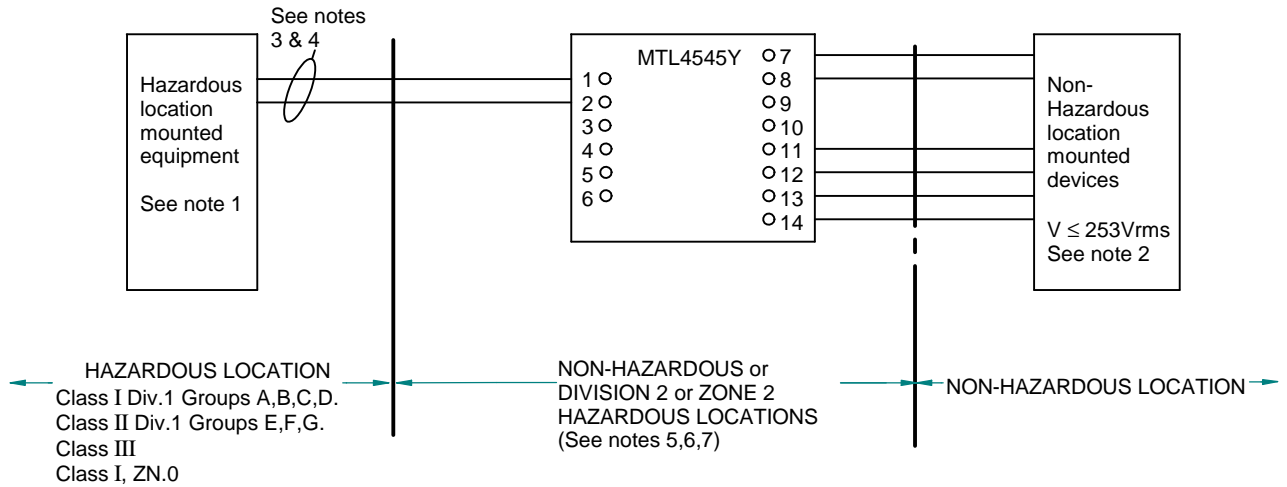 See notes
3 & 4
Hazardous
location
mounted
equipment
See note 1
MTL4545Y
1
2
3
4
5
6
7
8
9
10
11
12
13
14
Non-
Hazardous
location
mounted
devices
V ≤ 253Vrms
See note 2
HAZARDOUS LOCATION
Class I Div.1 Groups A,B,C,D.
Class II Div.1 Groups E,F,G.
Class III
Class I, ZN.0
NON-HAZARDOUS or
DIVISION 2 or ZONE 2
HAZARDOUS LOCATIONS
(See notes 5,6,7)
NON-HAZARDOUS LOCATION